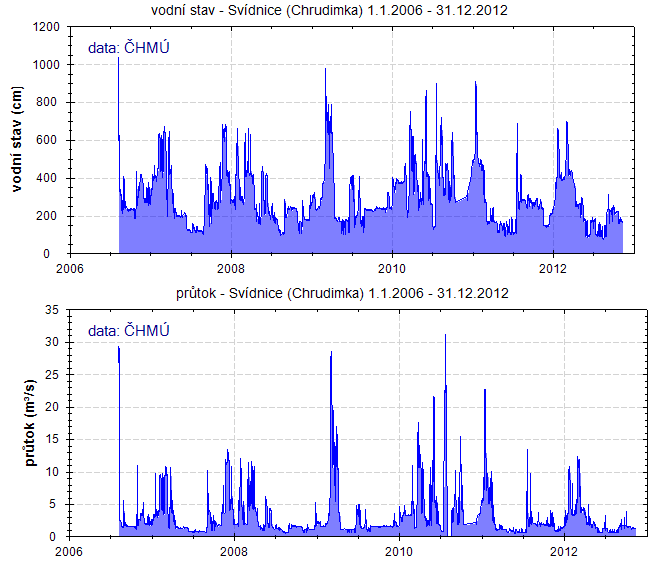 vodní stav - Svídnice (Chrudimka) 1.1.2006 - 31.12.2012
data: ČHMÚ
vodní stav (cm)
1200
1000
800
600
400
200
0
2006 2008 2010 2012
průtok - Svídnice (Chrudimka) 1.1.2006 - 31.12.2012
data: ČHMÚ
průtok (m³/s)
35
30
25
20
15
10
5
0
2006 2008 2010 2012